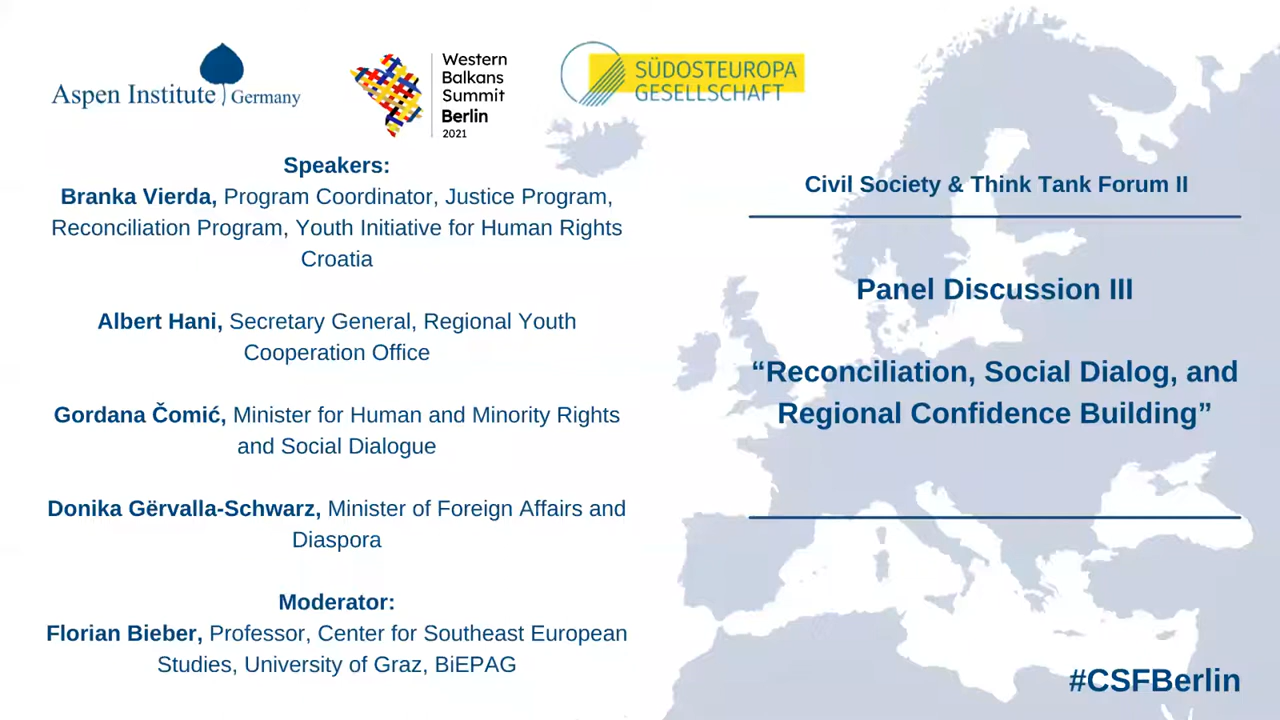 Aspen Institute Germany
Western
Balkans
Summit
Berlin
2021
SÜDOSTEUROPA
GESELLSCHAFT
Speakers:
Branka Vierda, Program Coordinator, Justice Program,
Reconciliation Program, Youth Initiative for Human Rights
Croatia
Albert Hani, Secretary General, Regional Youth
Cooperation Office
Gordana Čomić, Minister for Human and Minority Rights
and Social Dialogue
Donika Gërvalla-Schwarz, Minister of Foreign Affairs and
Diaspora
Moderator:
Florian Bieber, Professor, Center for Southeast European
Studies, University of Graz, BiEPAG
Civil Society & Think Tank Forum II
Panel Discussion III
“Reconciliation, Social Dialog, and
Regional Confidence Building”
#CSFBerlin